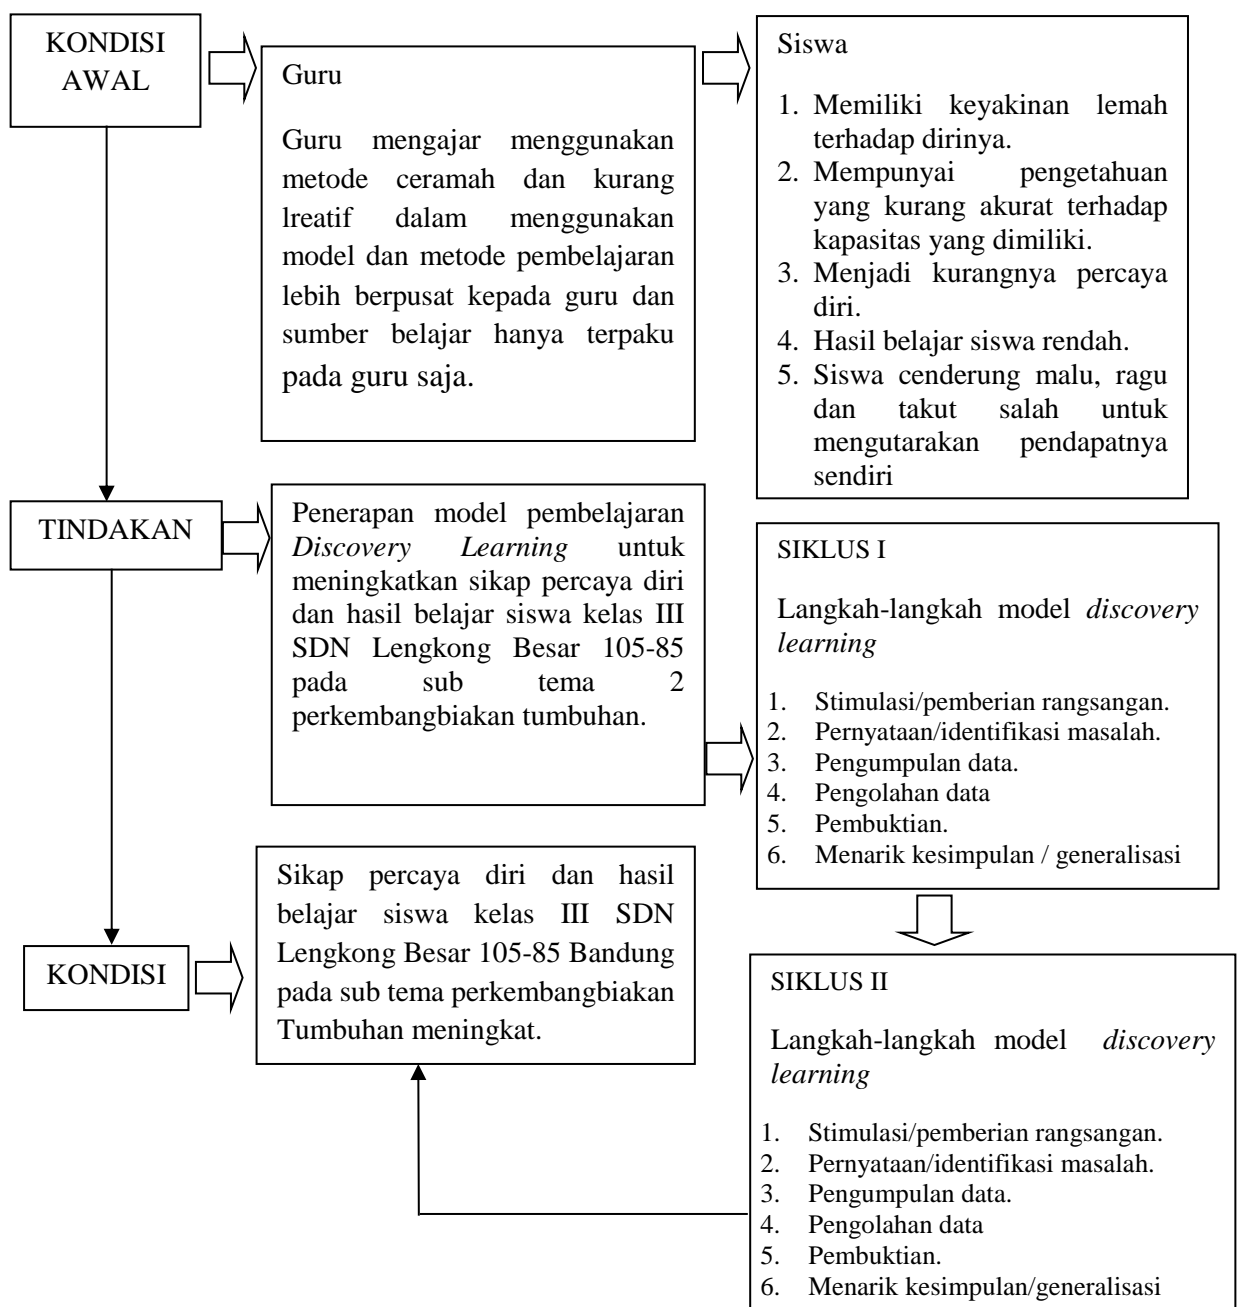 KONDISI
AWAL
Guru
Guru mengajar menggunakan
metode ceramah dan kurang
lreatif dalam menggunakan
model dan metode pembelajaran
lebih berpusat kepada guru dan
sumber belajar hanya terpaku
pada guru saja.
Siswa
1. Memiliki keyakinan lemah
terhadap dirinya.
2. Mempunyai pengetahuan
yang kurang akurat terhadap
kapasitas yang dimiliki.
3. Menjadi kurangnya percaya
diri.
4. Hasil belajar siswa rendah.
5. Siswa cenderung malu, ragu
dan takut salah untuk
mengutarakan pendapatnya
sendiri
TINDAKAN
Penerapan model pembelajaran
Discovery Learning untuk
meningkatkan sikap percaya diri
dan hasil belajar siswa kelas III
SDN Lengkong Besar 105-85
pada sub tema 2
perkembangbiakan tumbuhan.
SIKLUS I
Langkah-langkah model discovery
learning
1. Stimulasi/pemberian rangsangan.
2. Pernyataan/identifikasi masalah.
3. Pengumpulan data.
4. Pengolahan data
5. Pembuktian.
6. Menarik kesimpulan / generalisasi
KONDISI
Sikap percaya diri dan hasil
belajar siswa kelas III SDN
Lengkong Besar 105-85 Bandung
pada sub tema perkembangbiakan
Tumbuhan meningkat.
SIKLUS II
Langkah-langkah model discovery
learning
1. Stimulasi/pemberian rangsangan.
2. Pernyataan/identifikasi masalah.
3. Pengumpulan data.
4. Pengolahan data
5. Pembuktian.
6. Menarik kesimpulan/generalisasi